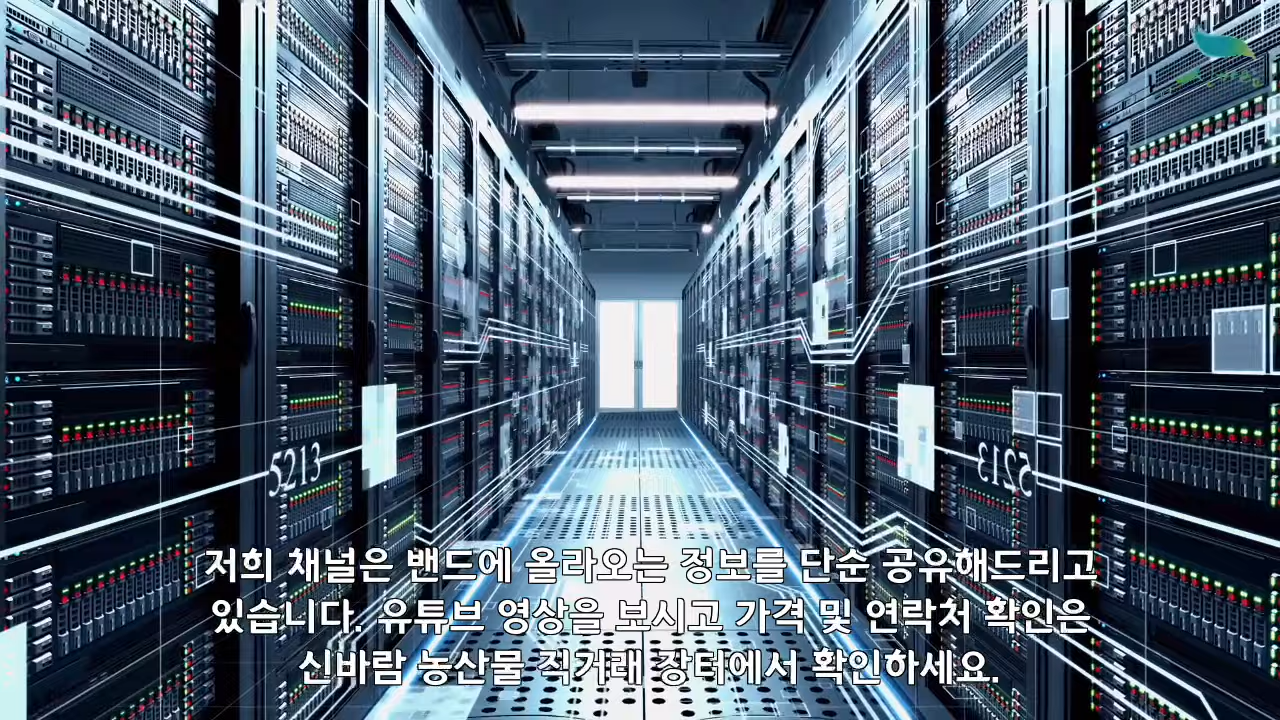 5213
5213
저희 채널은 밴드에 올라오는 정보를 단순 공유해드리고
있습니다. 유튜브 영상을 보시고 가격 및 연락처 확인은
신바람 농산물 직거래 장터에서 확인하세요.